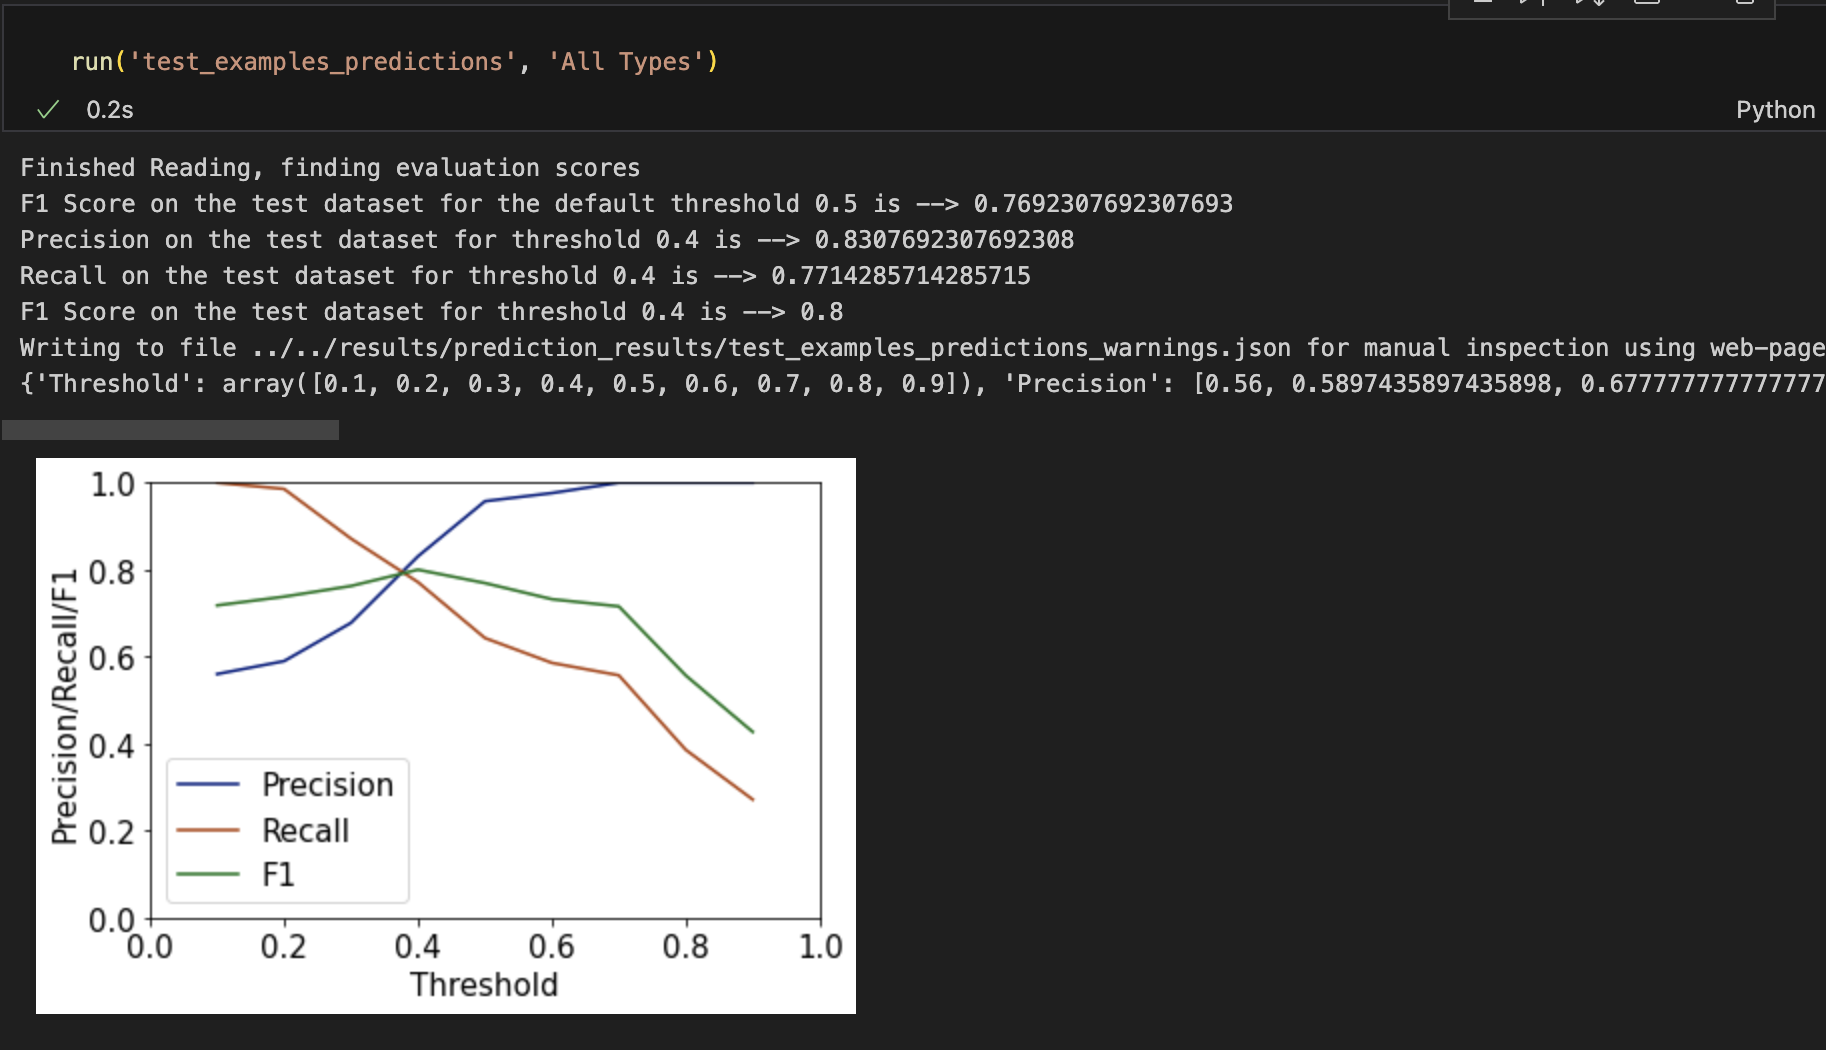 run('test_examples_predictions', 'All Types')
0.2s
Python
Finished Reading, finding evaluation scores
F1 Score on the test dataset for the default threshold 0.5 is --> 0.7692307692307693
Precision on the test dataset for threshold 0.4 is --> 0.8307692307692308
Recall on the test dataset for threshold 0.4 is --> 0.7714285714285715
F1 Score on the test dataset for threshold 0.4 is --> 0.8
Writing to file ../../results/prediction_results/test_examples_predictions_warnings.json for manual inspection using web-page
{'Threshold': array([0.1, 0.2, 0.3, 0.4, 0.5, 0.6, 0.7, 0.8, 0.9]), 'Precision': [0.56, 0.5897435897435898, 0.677777777777777
1.0
0.8
0.6
0.4
0.2
0.0
Precision/Recall/F1
Precision
Recall
F1
0.0 0.2 0.4 0.6 0.8 1.0
Threshold